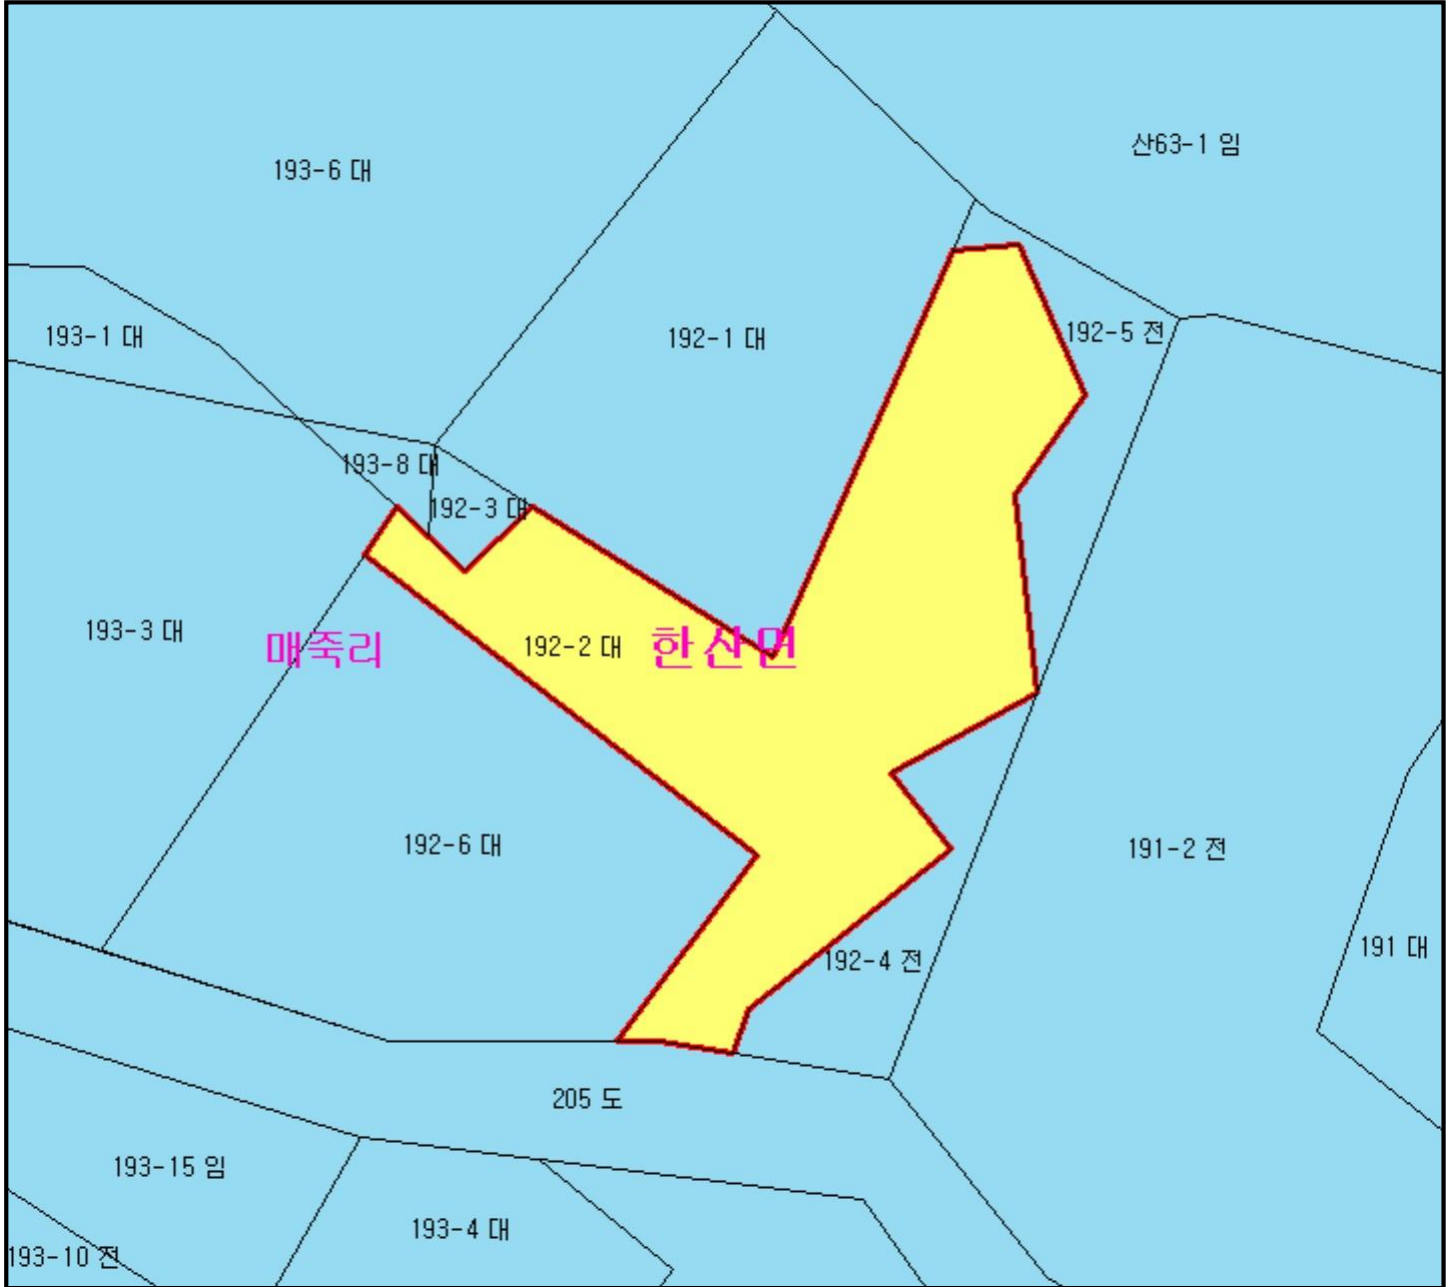 산63-1 임
193-6 대
193-1 대
192-1 대
192-5 전
193-8 대
192-3 대
193-3 대
매죽리
192-2 대
한산면
192-6 대
191-2 전
191 대
192-4 전
205 도
193-15 임
193-4 대
193-10 전